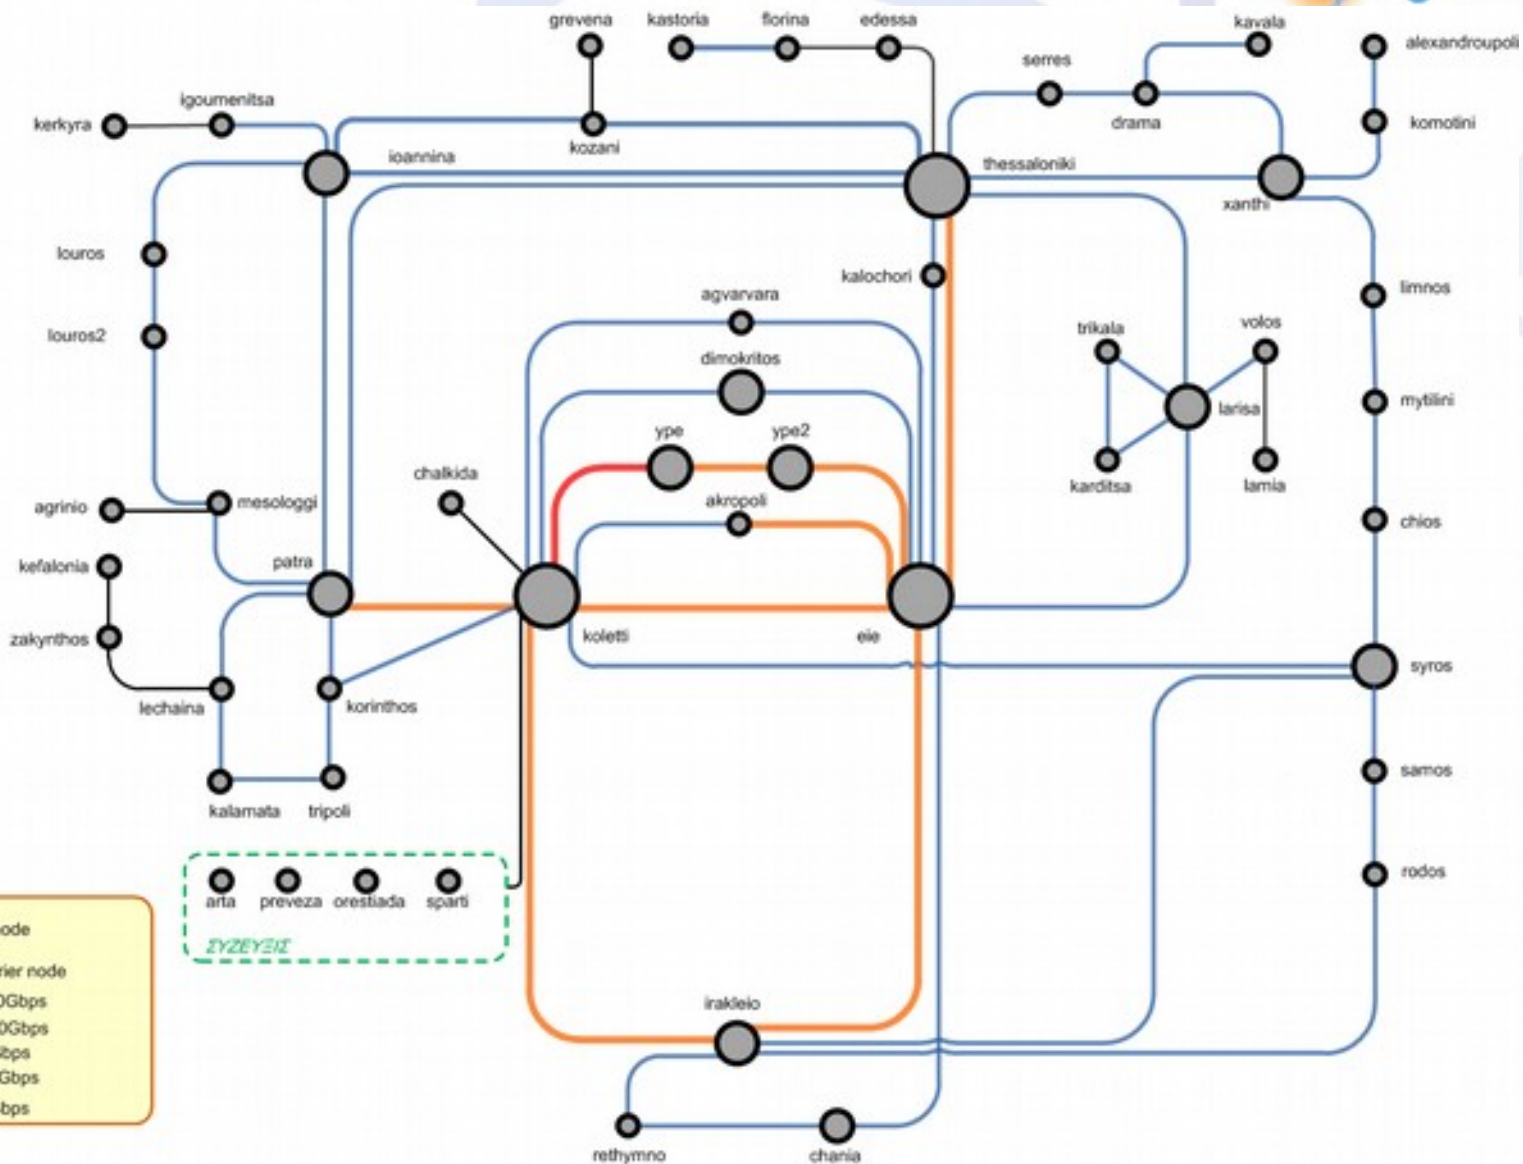 grevena
kastoria
florina
edessa
kavala
alexandroupoli
serres
igoumenitsa
kerkyra
drama
komotini
kozani
ioannina
thessaloniki
xanthi
louros
kalochori
limnos
agvarvara
trikala
volos
louros2
dimokritos
mytilini
larisa
ype
ype2
chalkida
karditsa
lamia
akropoli
agrinio
mesologgi
chios
patra
kefalonia
zakynthos
koletti
eie
syros
lechaina
korinthos
samos
kalamata
tripoli
rodos
arta
preveza
orestiada
sparti
ΣΥΖΕΥΞΙΣ
node
rier node
0Gbps
0Gbps
Gbps
Gbps
bps
irakleio
rethymno
chania